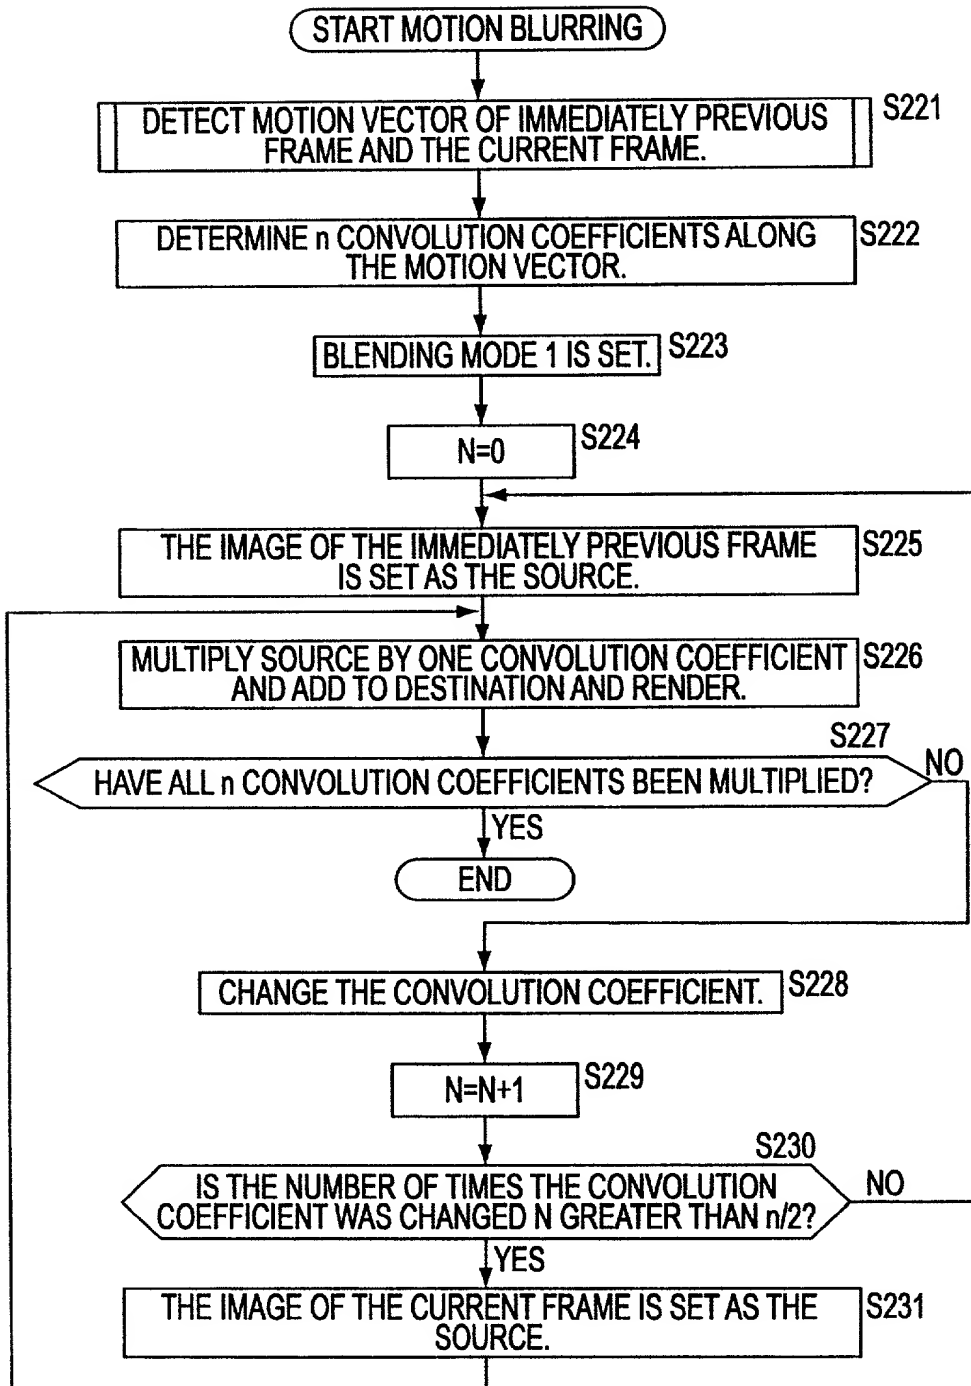 START MOTION BLURRING
S221
DETECT MOTION VECTOR OF IMMEDIATELY PREVIOUS
FRAME AND THE CURRENT FRAME.
DETERMINE n CONVOLUTION COEFFICIENTS ALONG
THE MOTION VECTOR.
S222
BLENDING MODE 1 IS SET.
S223
N=0
S224
THE IMAGE OF THE IMMEDIATELY PREVIOUS FRAME
IS SET AS THE SOURCE.
S225
MULTIPLY SOURCE BY ONE CONVOLUTION COEFFICIENT
AND ADD TO DESTINATION AND RENDER.
S226
S227
HAVE ALL n CONVOLUTION COEFFICIENTS BEEN MULTIPLIED?
NO
YES
END
CHANGE THE CONVOLUTION COEFFICIENT.
S228
N=N+1
S229
S230
IS THE NUMBER OF TIMES THE CONVOLUTION
COEFFICIENT WAS CHANGED N GREATER THAN n/2?
NO
YES
THE IMAGE OF THE CURRENT FRAME IS SET AS THE
SOURCE.
S231